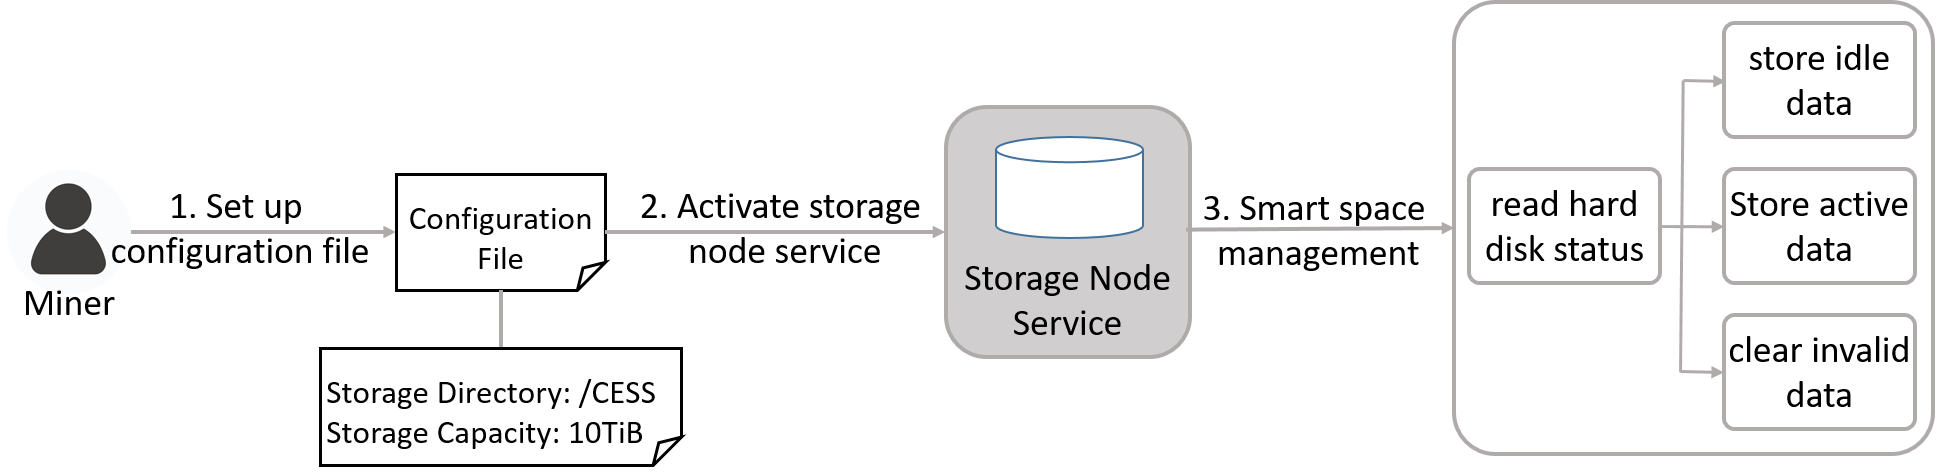 1. Set up
configuration file
Miner
Configuration
File
Storage Directory: /CESS
Storage Capacity: 10TiB
2. Activate storage
node service
Storage Node
Service
3. Smart space
management
read hard
disk status
store idle
data
Store active
data
clear invalid
data